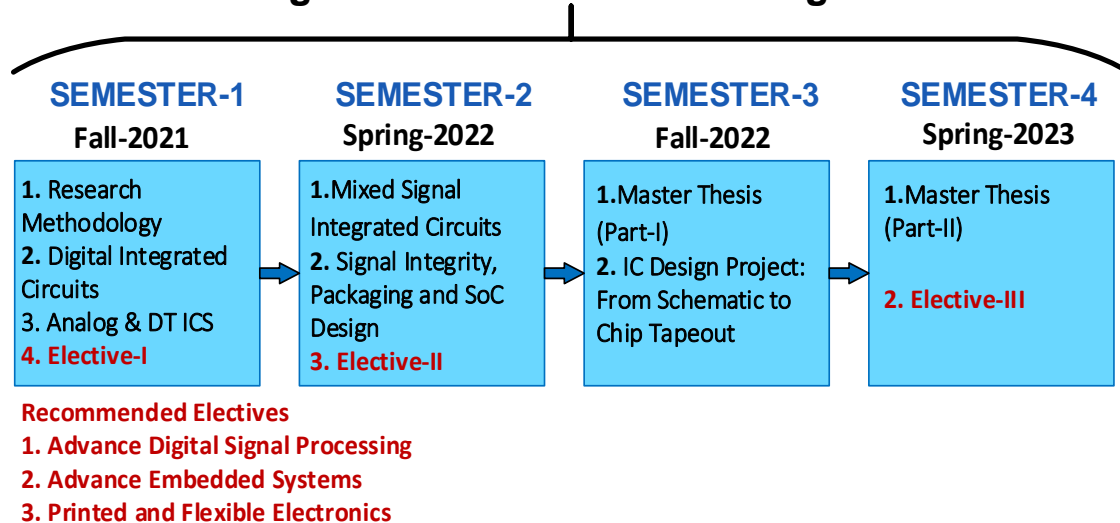 SEMESTER-1
Fall-2021
1. Research
Methodology
2. Digital Integrated
Circuits
3. Analog & DT ICS
4. Elective-I
SEMESTER-2
Spring-2022
1.Mixed Signal
Integrated Circuits
2. Signal Integrity,
Packaging and SoC
Design
3. Elective-II
SEMESTER-3
Fall-2022
1.Master Thesis
(Part-I)
2. IC Design Project:
From Schematic to
Chip Tapeout
SEMESTER-4
Spring-2023
1.Master Thesis
(Part-II)
2. Elective-III
Recommended Electives
1. Advance Digital Signal Processing
2. Advance Embedded Systems
3. Printed and Flexible Electronics